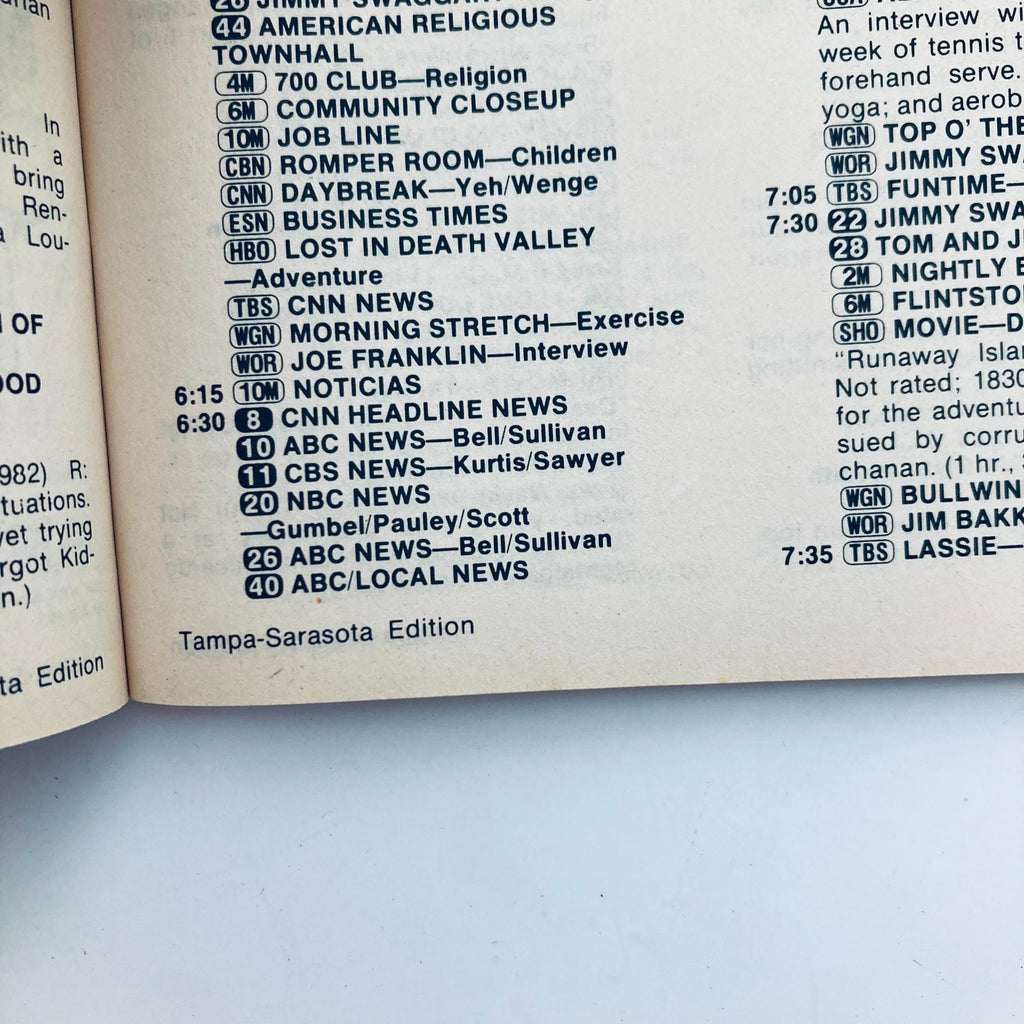 In
ith a
bring
Ren-
a Lou-
OF
OOD
982) R:
tuations.
yet trying
rgot Kid-
n.)
ta Edition
26 JIMMY SWAGGART
44 AMERICAN RELIGIOUS
TOWNHALL
4M 700 CLUB—Religion
6M COMMUNITY CLOSEUP
10M JOB LINE
CBN ROMPER ROOM—Children
CNN DAYBREAK—Yeh/Wenge
ESN BUSINESS TIMES
HBO LOST IN DEATH VALLEY
—Adventure
TBS CNN NEWS
WGN MORNING STRETCH—Exercise
WOR JOE FRANKLIN—Interview
6:15 10M NOTICIAS
6:30 8 CNN HEADLINE NEWS
10 ABC NEWS—Bell/Sullivan
11 CBS NEWS—Kurtis/Sawyer
20 NBC NEWS
—Gumbel/Pauley/Scott
26 ABC NEWS—Bell/Sullivan
40 ABC/LOCAL NEWS
Tampa-Sarasota Edition
An interview wi
week of tennis t
forehand serve.
yoga; and aerob
WGN TOP O' THE
WOR JIMMY SWA
7:05 TBS FUNTIME—
7:30 22 JIMMY SWA
28 TOM AND J
2M NIGHTLY B
6M FLINTSTO
SHO MOVIE—D
"Runaway Islan
Not rated; 1830
for the adventu
sued by corru
chanan. (1 hr.,
WGN BULLWIN
WOR JIM BAKK
7:35 TBS LASSIE—